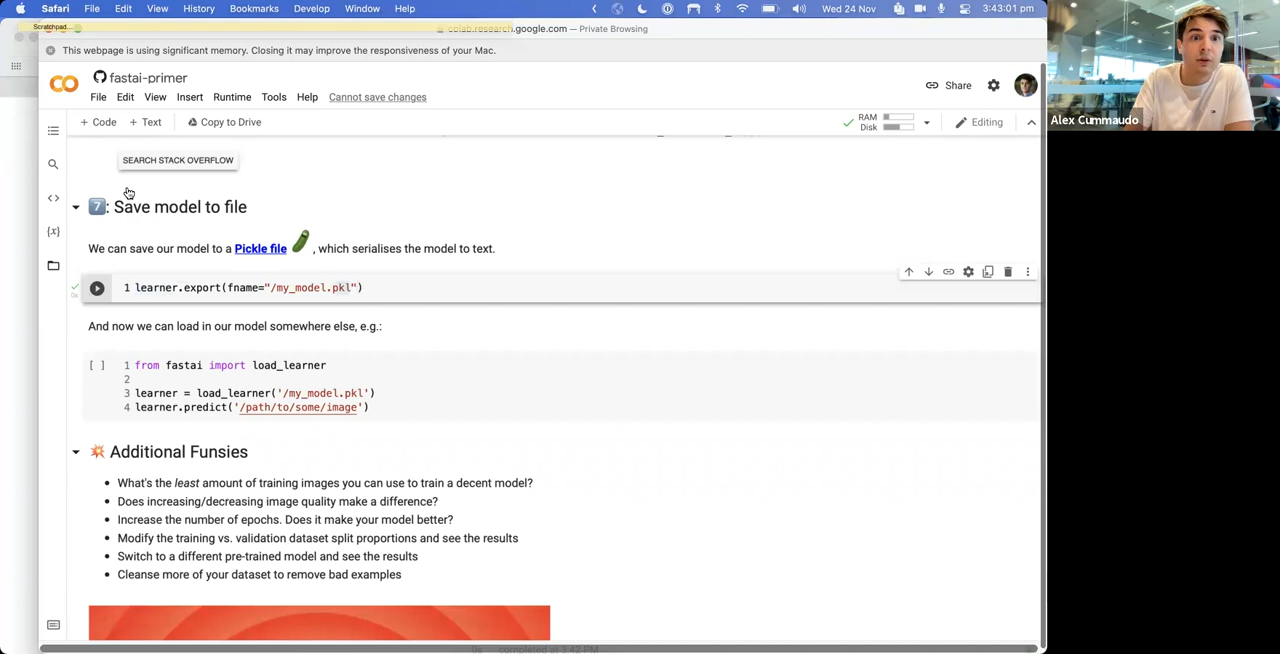 Safari File Edit View History Bookmarks Develop Window Help Wed 24 Nov 3:43:01 pm
Scratchpad...
colab.research.google.com — Private Browsing
This webpage is using significant memory. Closing it may improve the responsiveness of your Mac.
fastai-primer
Share
File Edit View Insert Runtime Tools Help Cannot save changes
+ Code + Text Copy to Drive
RAM
Disk
Editing
Alex Cummaudo
SEARCH STACK OVERFLOW
7: Save model to file
We can save our model to a Pickle file 🥒, which serialises the model to text.
0s
1 learner.export(fname="/my_model.pkl")
And now we can load in our model somewhere else, e.g.:
[ ] 1 from fastai import load_learner
2
3 learner = load_learner('/my_model.pkl')
4 learner.predict('/path/to/some/image')
💥 Additional Funsies
• What's the least amount of training images you can use to train a decent model?
• Does increasing/decreasing image quality make a difference?
• Increase the number of epochs. Does it make your model better?
• Modify the training vs. validation dataset split proportions and see the results
• Switch to a different pre-trained model and see the results
• Cleanse more of your dataset to remove bad examples
0s completed at 3:42 PM